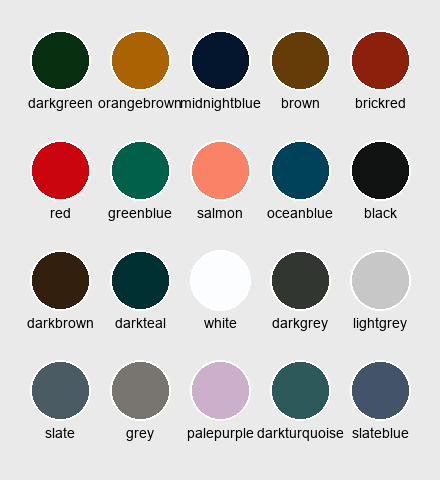 darkgreen orangebrown midnightblue brown brickred
red greenblue salmon oceanblue black
darkbrown darkteal white darkgrey lightgrey
slate grey palepurple darkturquoise slateblue